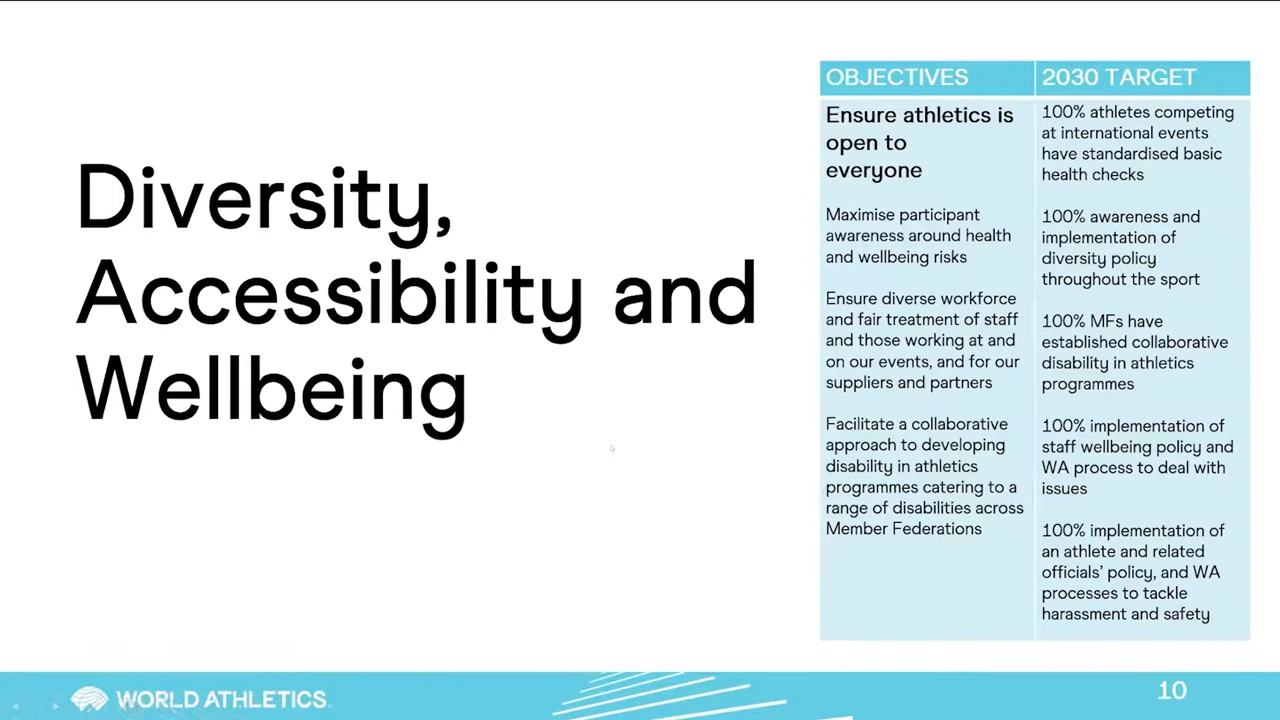 Diversity,
Accessibility and
Wellbeing
OBJECTIVES
2030 TARGET
Ensure athletics is
open to
everyone
Maximise participant
awareness around health
and wellbeing risks
Ensure diverse workforce
and fair treatment of staff
and those working at and
on our events, and for our
suppliers and partners
Facilitate a collaborative
approach to developing
disability in athletics
programmes catering to a
range of disabilities across
Member Federations
100% athletes competing
at international events
have standardised basic
health checks
100% awareness and
implementation of
diversity policy
throughout the sport
100% MFs have
established collaborative
disability in athletics
programmes
100% implementation of
staff wellbeing policy and
WA process to deal with
issues
100% implementation of
an athlete and related
officials’ policy, and WA
processes to tackle
harassment and safety
WORLD ATHLETICS
10